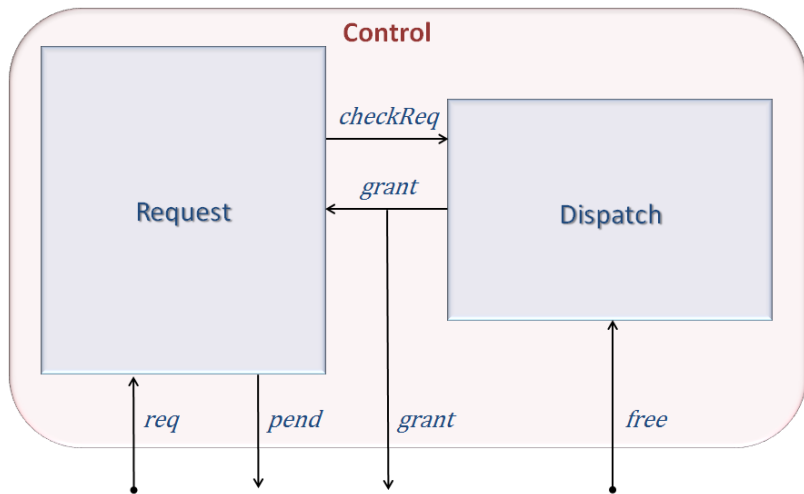 Control
checkReq
grant
Request
Dispatch
req
pend
grant
free